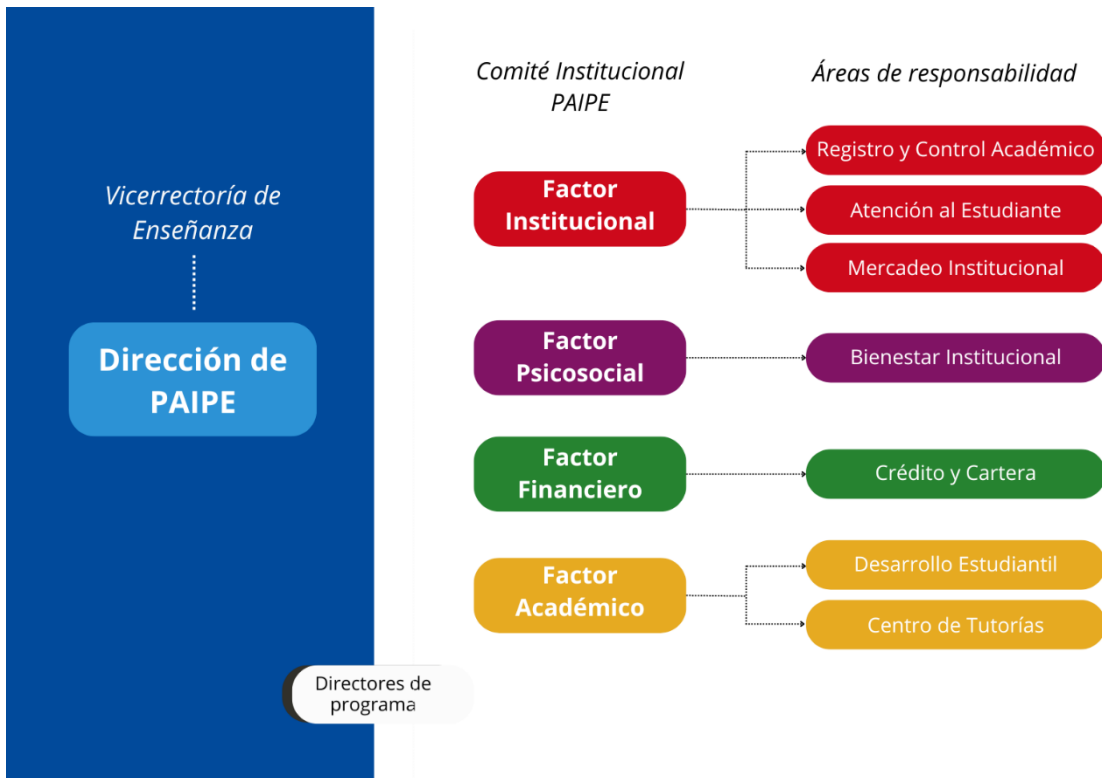 Vicerrectoría de
Enseñanza
Dirección de
PAIPE
Directores de
programa
Comité Institucional
PAIPE
Áreas de responsabilidad
Factor
Institucional
Registro y Control Académico
Atención al Estudiante
Mercadeo Institucional
Factor
Psicosocial
Bienestar Institucional
Factor
Financiero
Crédito y Cartera
Factor
Académico
Desarrollo Estudiantil
Centro de Tutorías